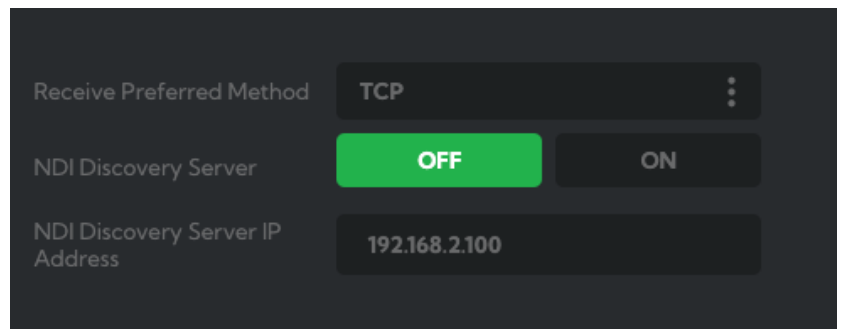 Receive Preferred Method TCP
NDI Discovery Server OFF ON
NDI Discovery Server IP
Address 192.168.2.100